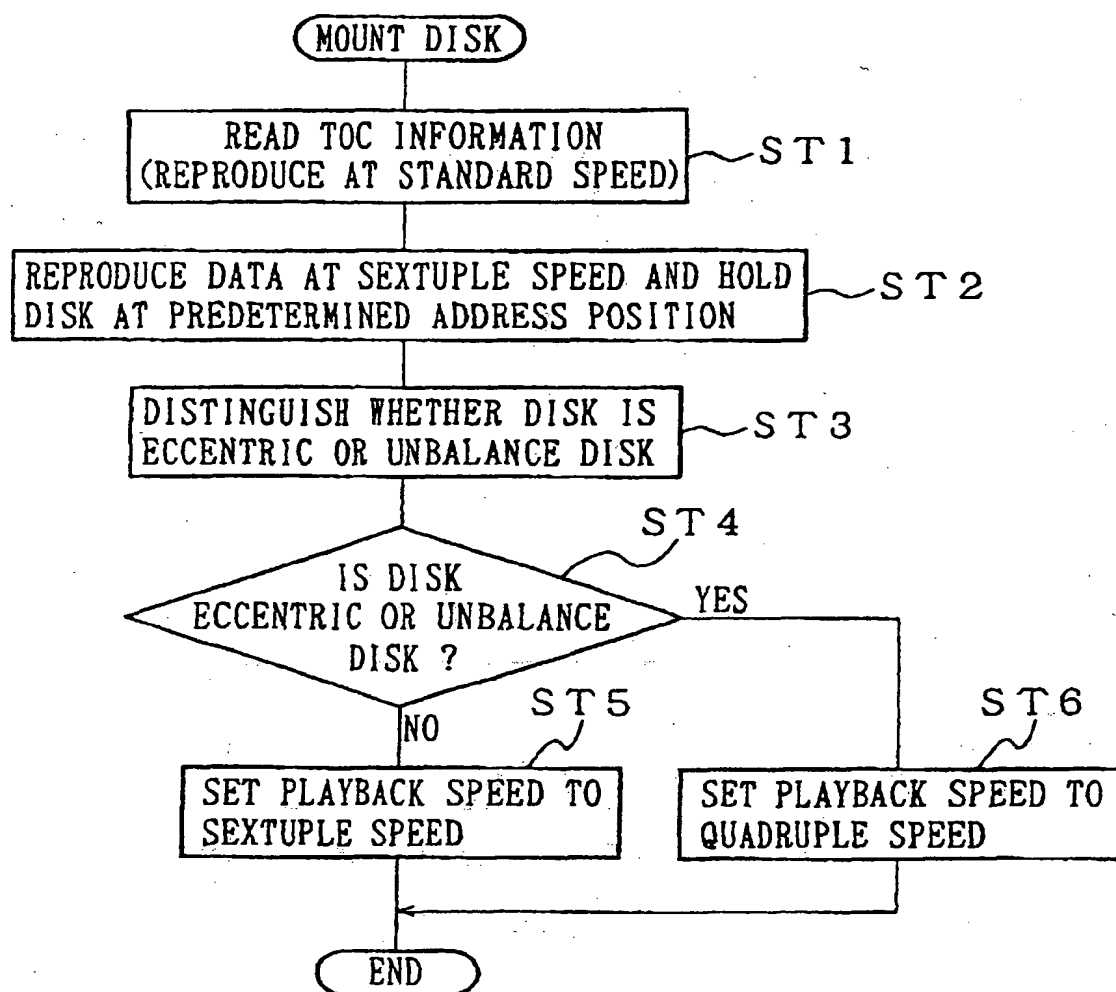 MOUNT DISK
READ TOC INFORMATION
(REPRODUCE AT STANDARD SPEED)
ST1
REPRODUCE DATA AT SEXTUPLE SPEED AND HOLD
DISK AT PREDETERMINED ADDRESS POSITION
ST2
DISTINGUISH WHETHER DISK IS
ECCENTRIC OR UNBALANCE DISK
ST3
ST4
IS DISK
ECCENTRIC OR UNBALANCE
DISK ?
YES
NO
ST5
SET PLAYBACK SPEED TO
SEXTUPLE SPEED
ST6
SET PLAYBACK SPEED TO
QUADRUPLE SPEED
END